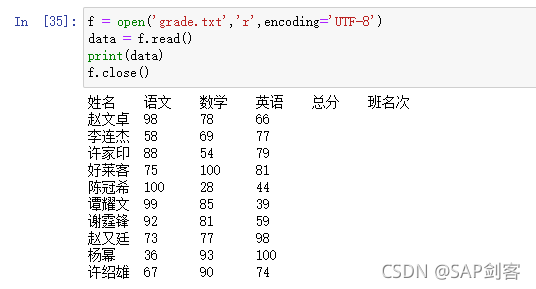 In [35]: f = open('grade.txt','r',encoding='UTF-8')
data = f.read()
print(data)
f.close()
姓名 语文 数学 英语 总分 班名次
赵文卓 98 78 66
李连杰 58 69 77
许家印 88 54 79
好莱客 75 100 81
陈冠希 100 28 44
谭耀文 99 85 39
谢霆锋 92 81 59
赵又廷 73 77 98
杨幂 36 93 100
许绍雄 67 90 74
CSDN @SAP剑客